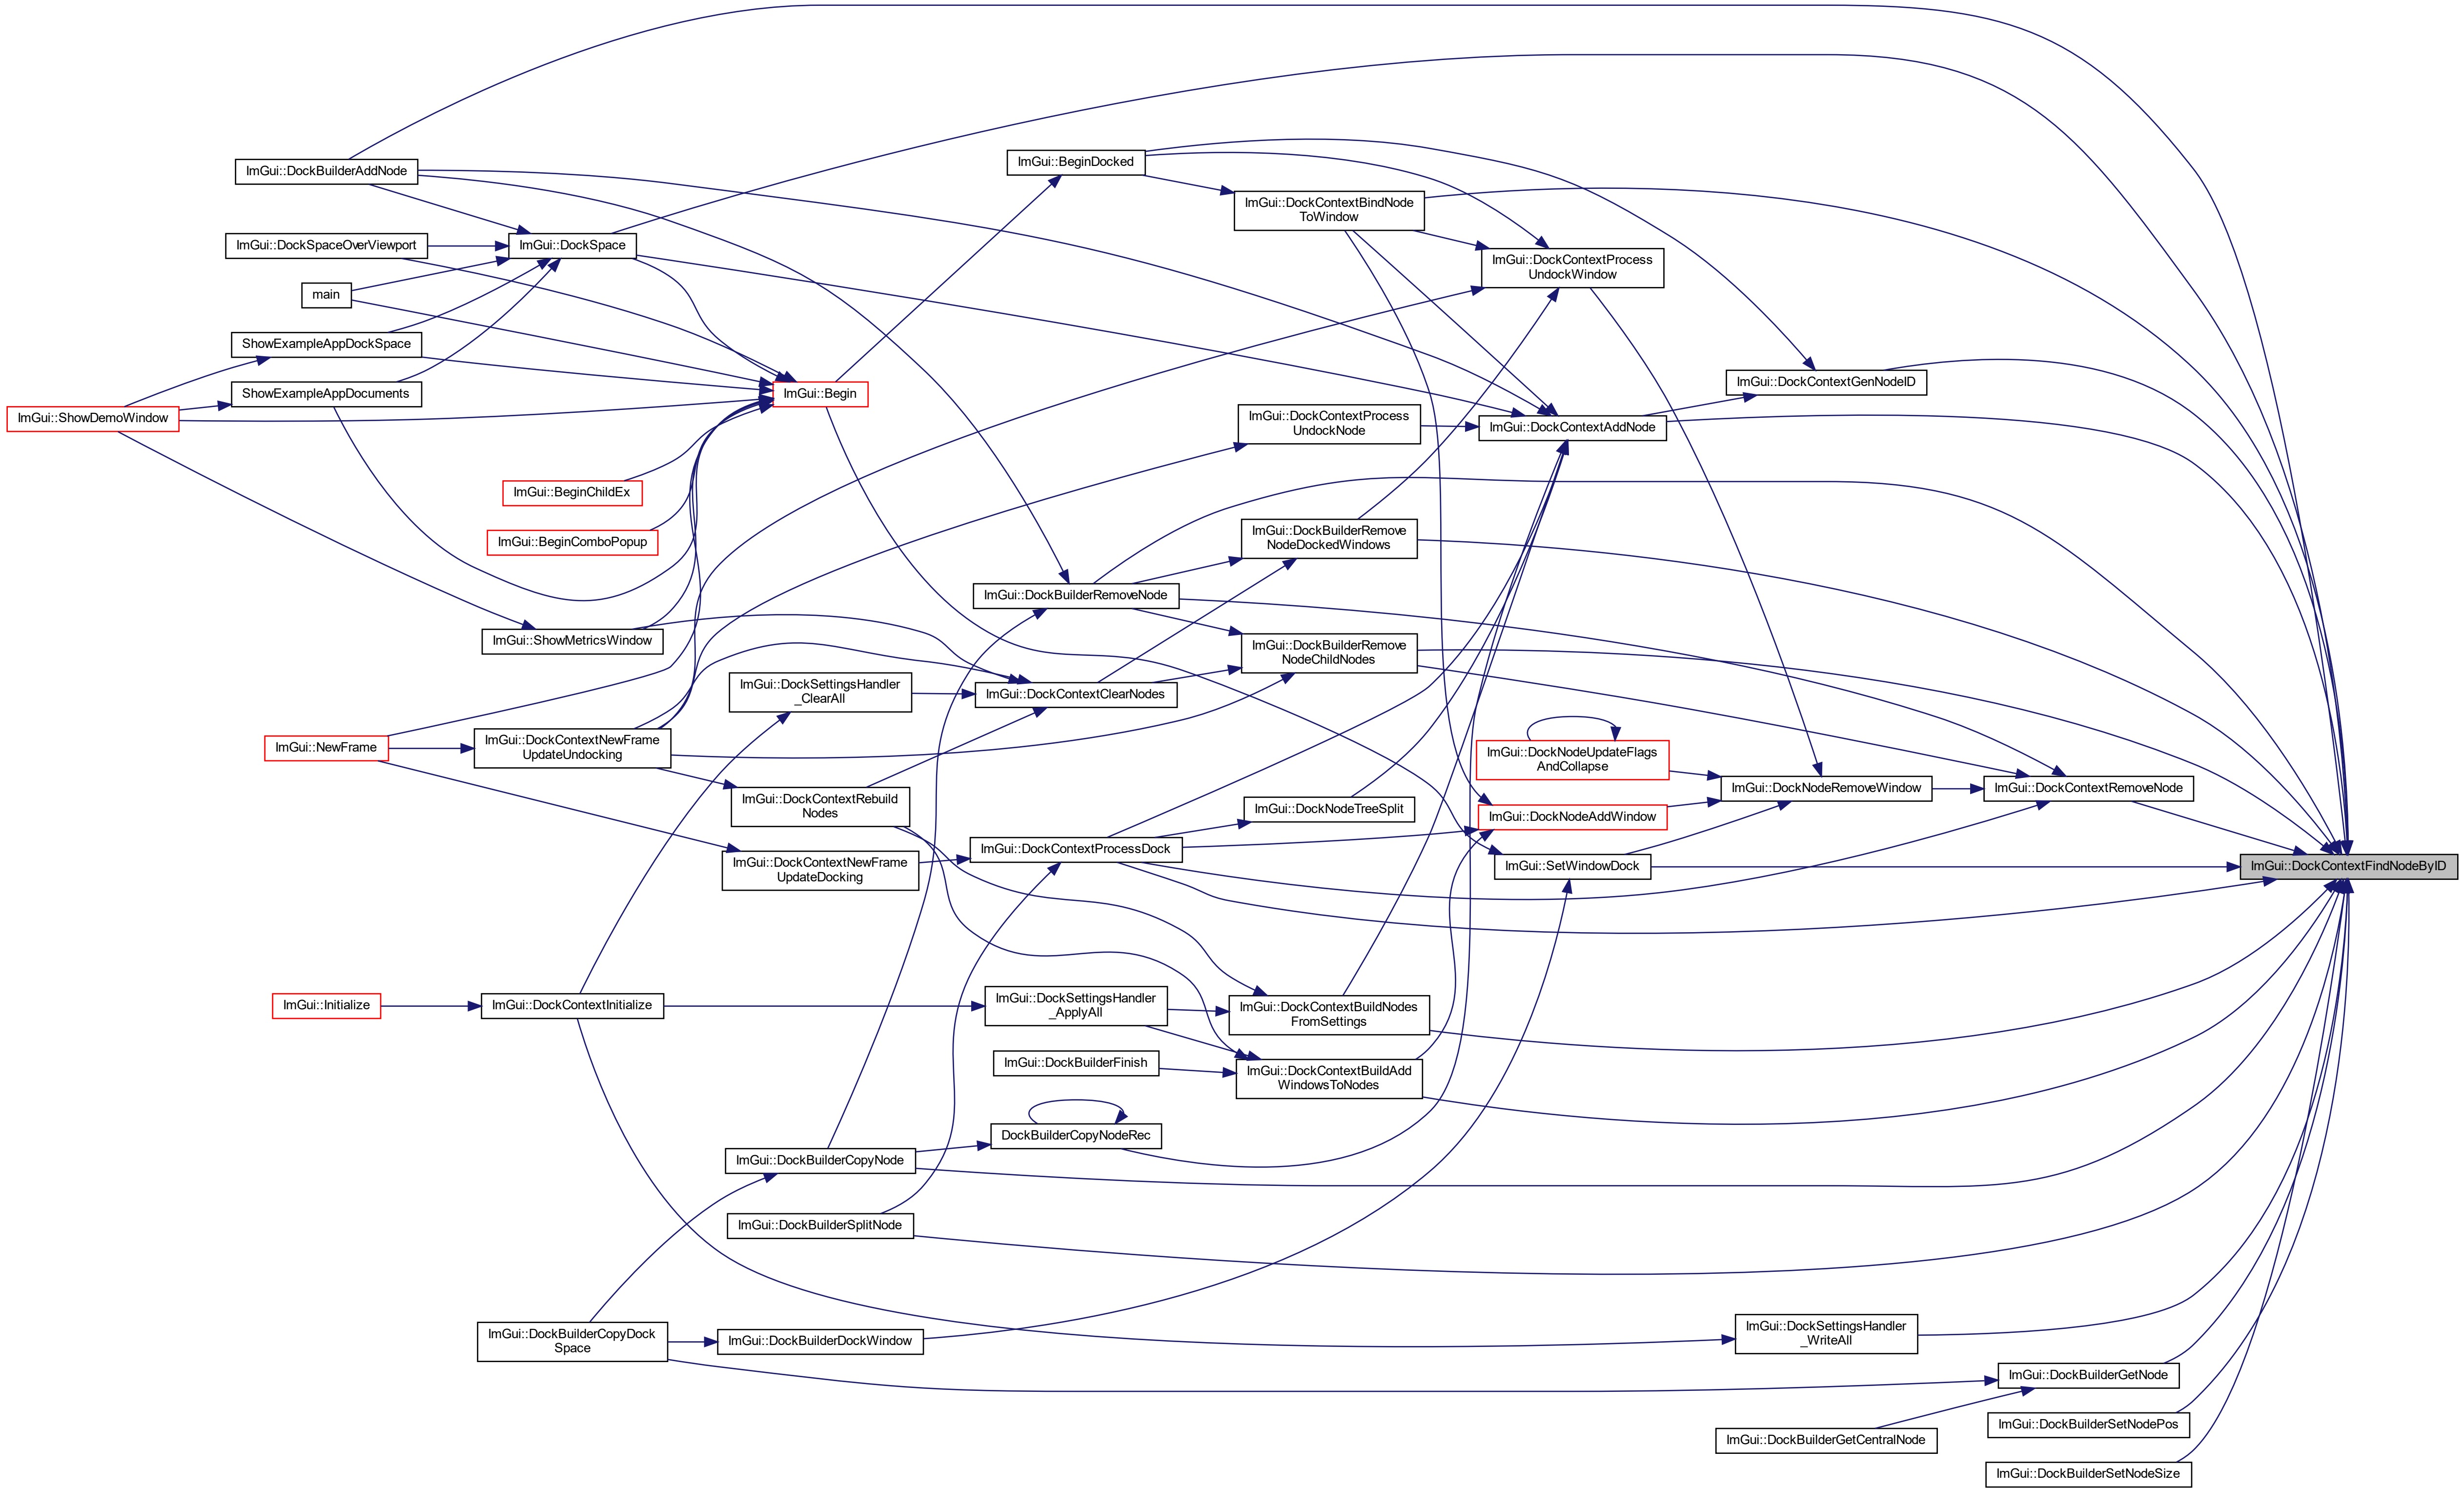 ImGui::DockBuilderAddNode
ImGui::BeginDocked
ImGui::DockContextBindNode
ToWindow
ImGui::DockSpaceOverViewport
ImGui::DockSpace
ImGui::DockContextProcess
UndockWindow
main
ShowExampleAppDockSpace
ShowExampleAppDocuments
ImGui::Begin
ImGui::DockContextGenNodeID
ImGui::ShowDemoWindow
ImGui::DockContextProcess
UndockNode
ImGui::DockContextAddNode
ImGui::BeginChildEx
ImGui::BeginComboPopup
ImGui::DockBuilderRemove
NodeDockedWindows
ImGui::DockBuilderRemoveNode
ImGui::ShowMetricsWindow
ImGui::DockBuilderRemove
NodeChildNodes
ImGui::DockSettingsHandler
_ClearAll
ImGui::DockContextClearNodes
ImGui::NewFrame
ImGui::DockContextNewFrame
UpdateUndocking
ImGui::DockNodeUpdateFlags
AndCollapse
ImGui::DockContextRebuild
Nodes
ImGui::DockNodeTreeSplit
ImGui::DockNodeAddWindow
ImGui::DockNodeRemoveWindow
ImGui::DockContextRemoveNode
ImGui::DockContextNewFrame
UpdateDocking
ImGui::DockContextProcessDock
ImGui::SetWindowDock
ImGui::DockContextFindNodeByID
ImGui::Initialize
ImGui::DockContextInitialize
ImGui::DockSettingsHandler
_ApplyAll
ImGui::DockContextBuildNodes
FromSettings
ImGui::DockBuilderFinish
ImGui::DockContextBuildAdd
WindowsToNodes
DockBuilderCopyNodeRec
ImGui::DockBuilderCopyNode
ImGui::DockBuilderSplitNode
ImGui::DockBuilderCopyDock
Space
ImGui::DockBuilderDockWindow
ImGui::DockSettingsHandler
_WriteAll
ImGui::DockBuilderGetNode
ImGui::DockBuilderSetNodePos
ImGui::DockBuilderGetCentralNode
ImGui::DockBuilderSetNodeSize